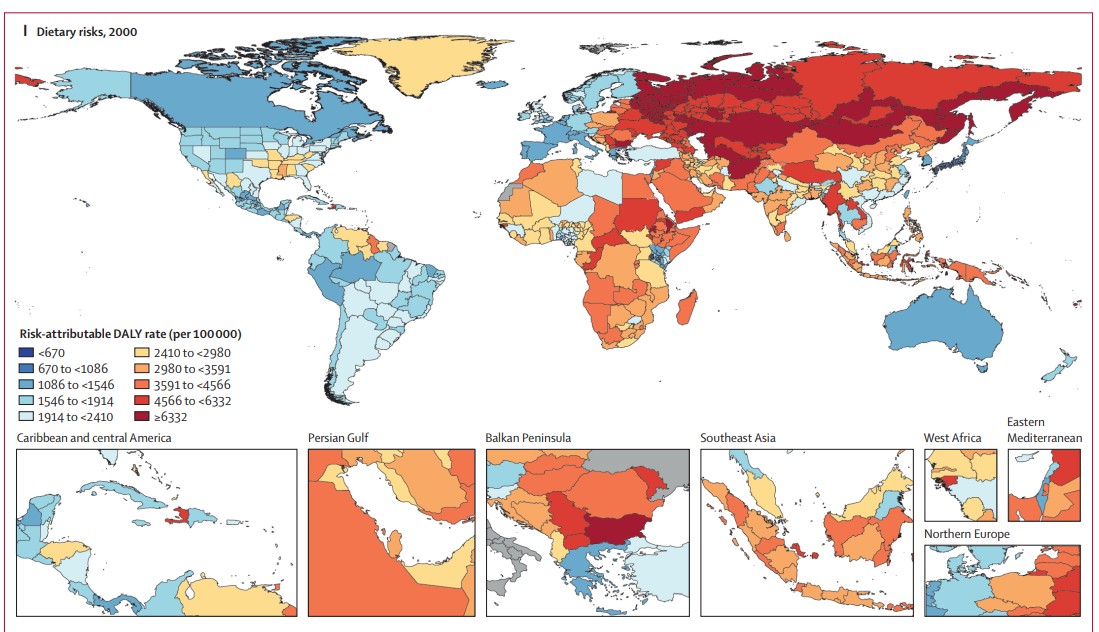 I Dietary risks, 2000
Risk-attributable DALY rate (per 100 000)
<670
670 to <1086
1086 to <1546
1546 to <1914
1914 to <2410
2410 to <2980
2980 to <3591
3591 to <4566
4566 to <6332
≥6332
Caribbean and central America
Persian Gulf
Balkan Peninsula
Southeast Asia
West Africa
Eastern
Mediterranean
Northern Europe